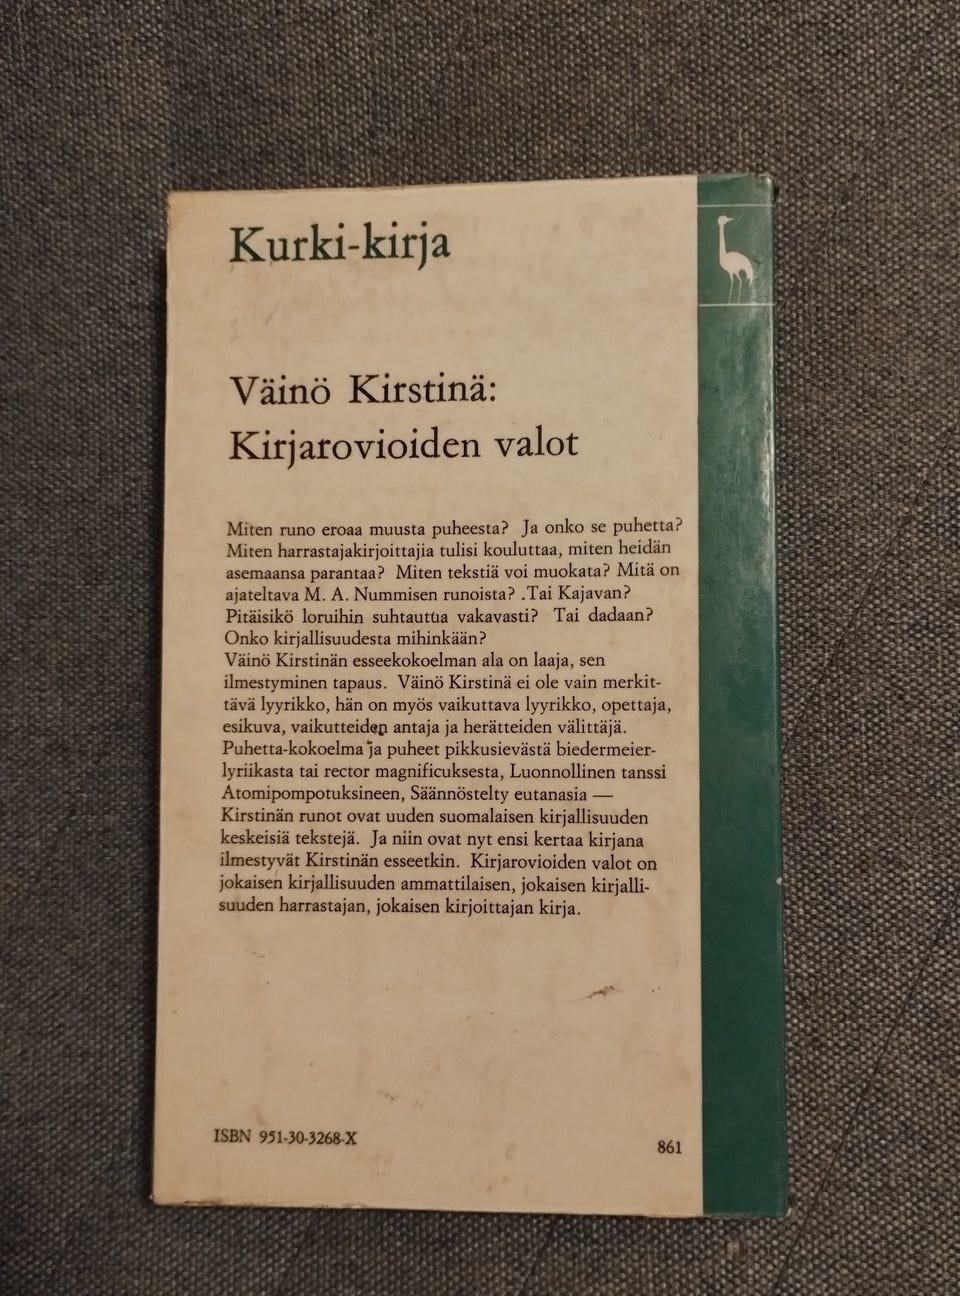 Kurki-kirja
Väinö Kirstinä:
Kirjarovioiden valot
Miten runo eroaa muusta puheesta? Ja onko se puhetta?
Miten harrastajakirjoittajia tulisi kouluttaa, miten heidän
asemaansa parantaa? Miten tekstiä voi muokata? Mitä on
ajateltava M. A. Nummisen runoista? .Tai Kajavan?
Pitäisikö loruihin suhtautua vakavasti? Tai dadaan?
Onko kirjallisuudesta mihinkään?
Väinö Kirstinän esseekokoelman ala on laaja, sen
ilmestyminen tapaus. Väinö Kirstinä ei ole vain merkit-
tävä lyyrikko, hän on myös vaikuttava lyyrikko, opettaja,
esikuva, vaikutteiden antaja ja herätteiden välittäjä.
Puhetta-kokoelma ja puheet pikkusievästä biedermeier-
lyriikasta tai rector magnificuksesta, Luonnollinen tanssi
Atomipompotuksineen, Säännöstelty eutanasia —
Kirstinän runot ovat uuden suomalaisen kirjallisuuden
keskeisiä tekstejä. Ja niin ovat nyt ensi kertaa kirjana
ilmestyvät Kirstinän esseetkin. Kirjarovioiden valot on
jokaisen kirjallisuuden ammattilaisen, jokaisen kirjalli-
suuden harrastajan, jokaisen kirjoittajan kirja.
ISBN 951-30-3268-X
861